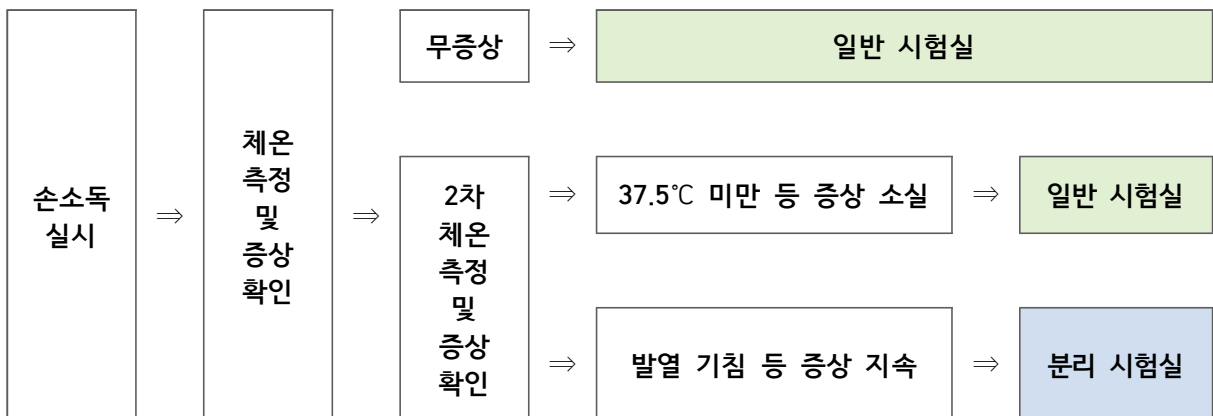 손소독
실시
⇒
체온
측정
및
증상
확인
⇒
무증상
⇒
일반 시험실
2차
체온
측정
및
증상
확인
⇒
37.5℃ 미만 등 증상 소실
⇒
일반 시험실
⇒
발열 기침 등 증상 지속
⇒
분리 시험실